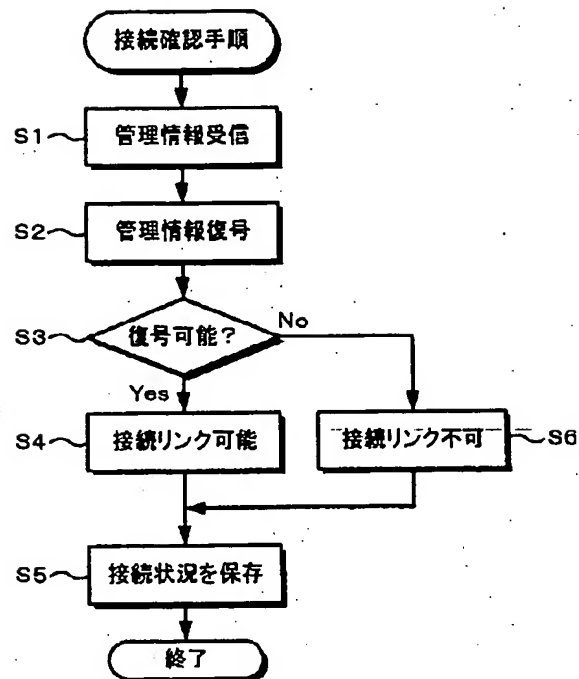 接続確認手順
S1 管理情報受信
S2 管理情報復号
S3 復号可能?
No
Yes
S4 接続リンク可能
接続リンク不可 S6
S5 接続状況を保存
終了